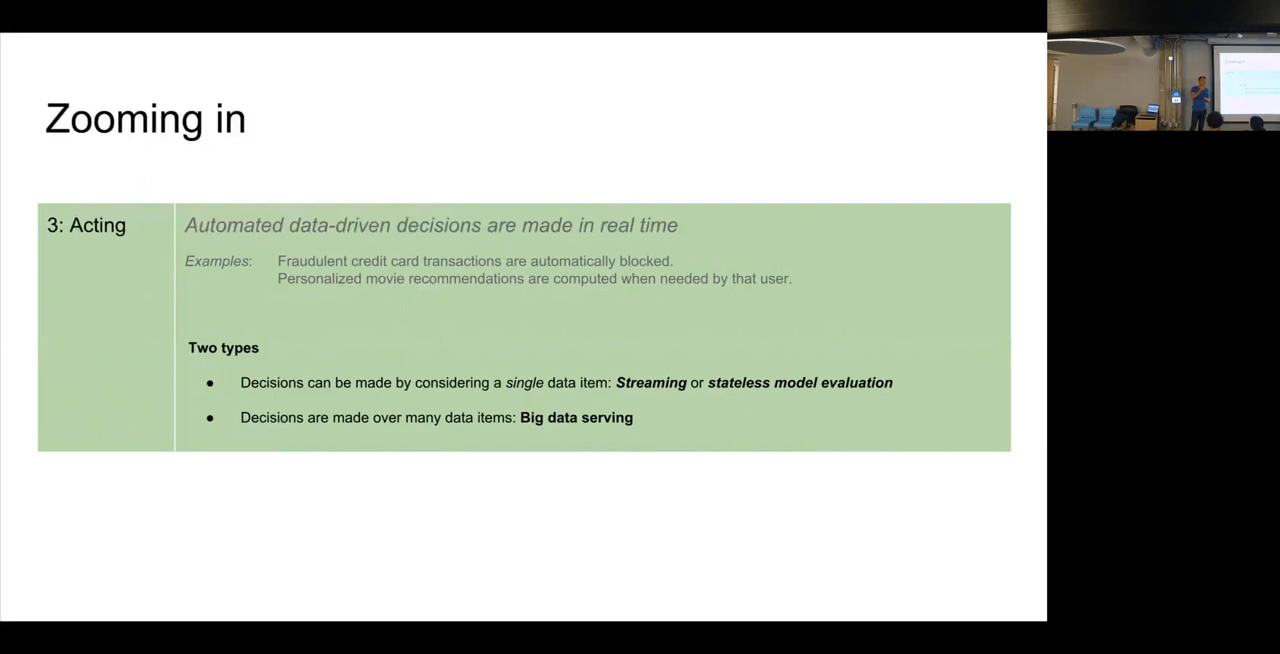 Zooming in
3: Acting
Automated data-driven decisions are made in real time
Examples: Fraudulent credit card transactions are automatically blocked.
Personalized movie recommendations are computed when needed by that user.
Two types
● Decisions can be made by considering a single data item: Streaming or stateless model evaluation
● Decisions are made over many data items: Big data serving